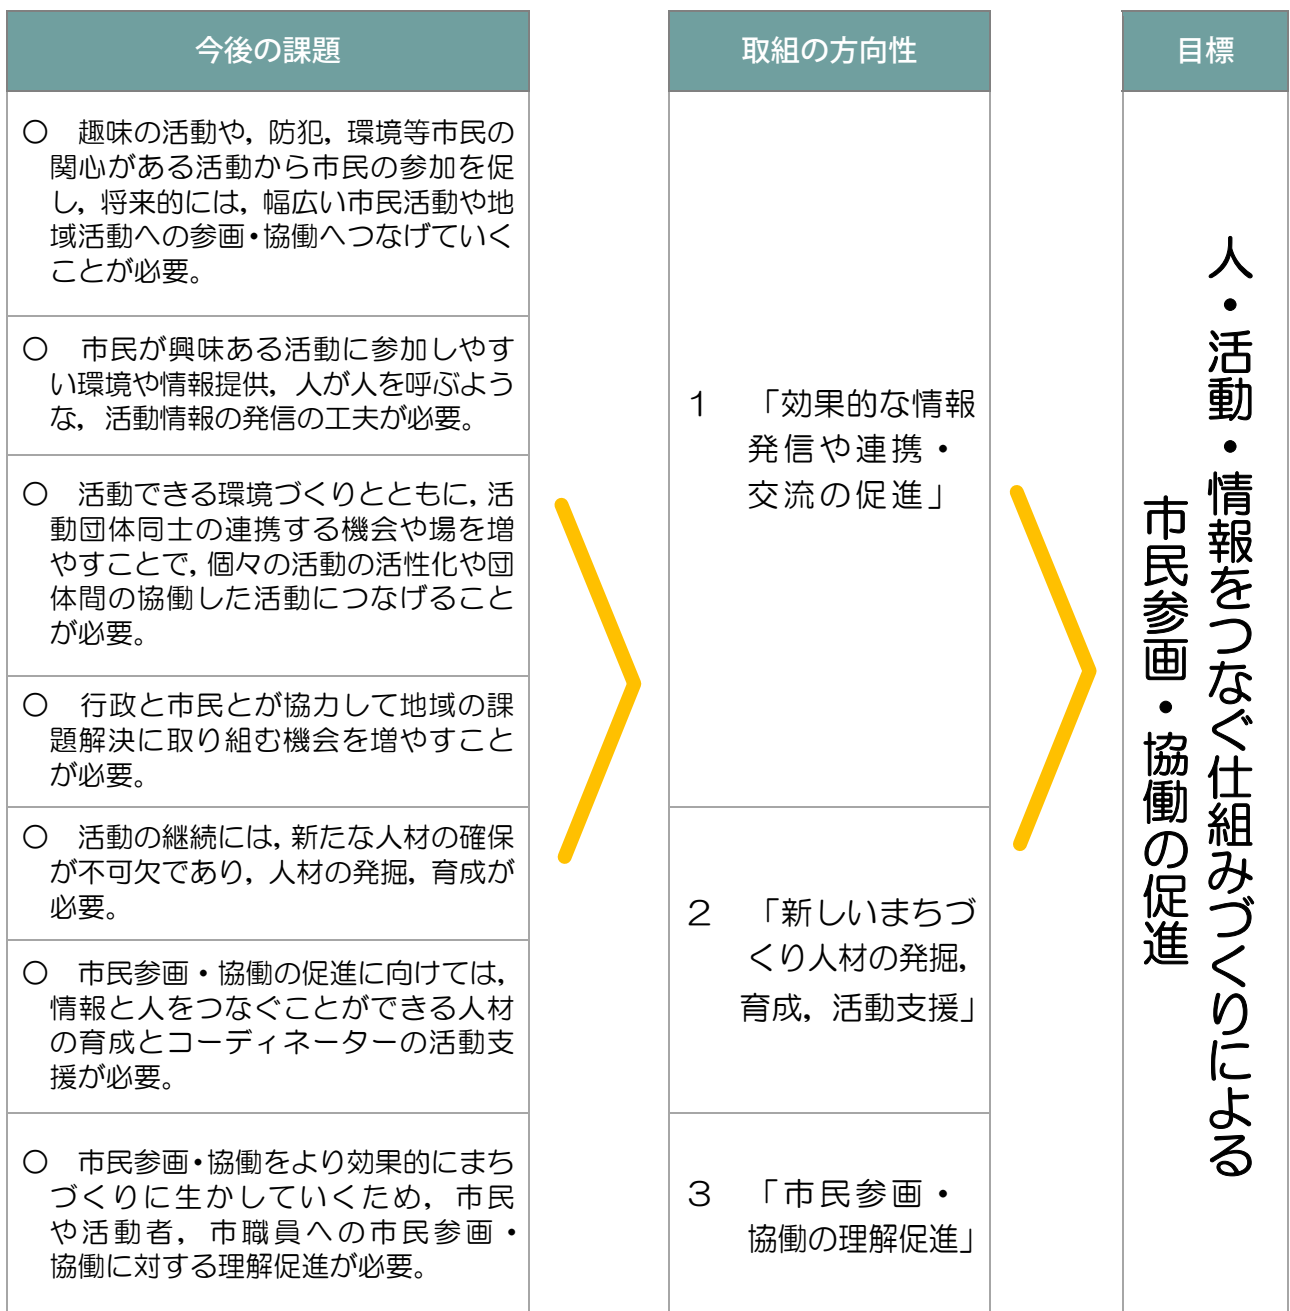 今後の課題
○　趣味の活動や，防犯，環境等市民の
関心がある活動から市民の参加を促
し，将来的には，幅広い市民活動や地
域活動への参画・協働へつなげていく
ことが必要。
○　市民が興味ある活動に参加しやす
い環境や情報提供，人が人を呼ぶよう
な，活動情報の発信の工夫が必要。
○　活動できる環境づくりとともに，活
動団体同士の連携する機会や場を増
やすことで，個々の活動の活性化や団
体間の協働した活動につなげること
が必要。
○　行政と市民とが協力して地域の課
題解決に取り組む機会を増やすこと
が必要。
○　活動の継続には，新たな人材の確保
が不可欠であり，人材の発掘，育成が
必要。
○　市民参画・協働の促進に向けては，
情報と人をつなぐことができる人材
の育成とコーディネーターの活動支
援が必要。
○　市民参画・協働をより効果的にまち
づくりに生かしていくため，市民
や活動者，市職員への市民参画・
協働に対する理解促進が必要。
取組の方向性
１　「効果的な情報
発信や連携・
交流の促進」
２　「新しいまちづ
くり人材の発掘，
育成，活動支援」
３　「市民参画・
協働の理解促進」
目標
人・活動・情報をつなぐ仕組みづくりによる
市民参画・協働の促進